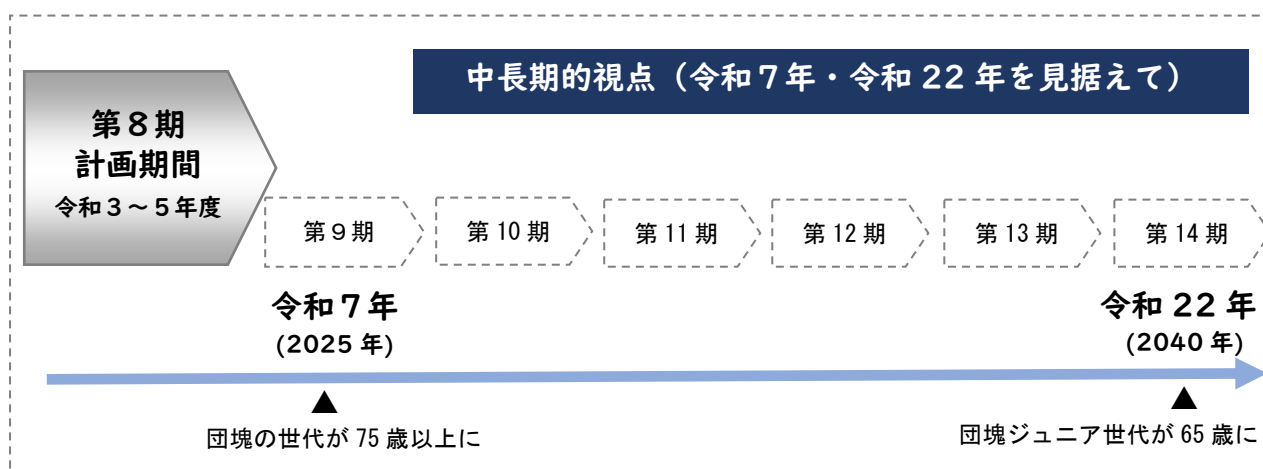 中長期的視点（令和７年・令和 22 年を見据えて）
第８期
計画期間
令和３～５年度
第９期
第 10 期
第 11 期
第 12 期
第 13 期
第 14 期
令和７年
(2025 年)
令和 22 年
(2040 年)
団塊の世代が 75 歳以上に
団塊ジュニア世代が 65 歳に